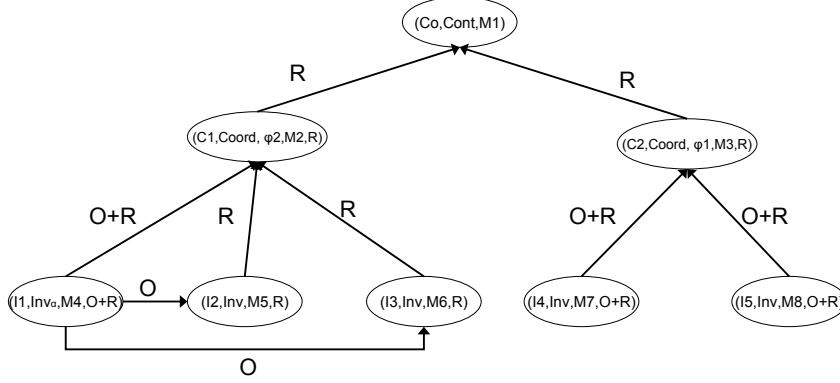 (Co,Cont,M1)
R
R
(C1,Coord, φ2,M2,R)
(C2,Coord, φ1,M3,R)
O+R
R
R
O+R
O+R
(I1,Invα,M4,O+R)
O
(I2,Inv,M5,R)
(I3,Inv,M6,R)
(I4,Inv,M7,O+R)
(I5,Inv,M8,O+R)
O